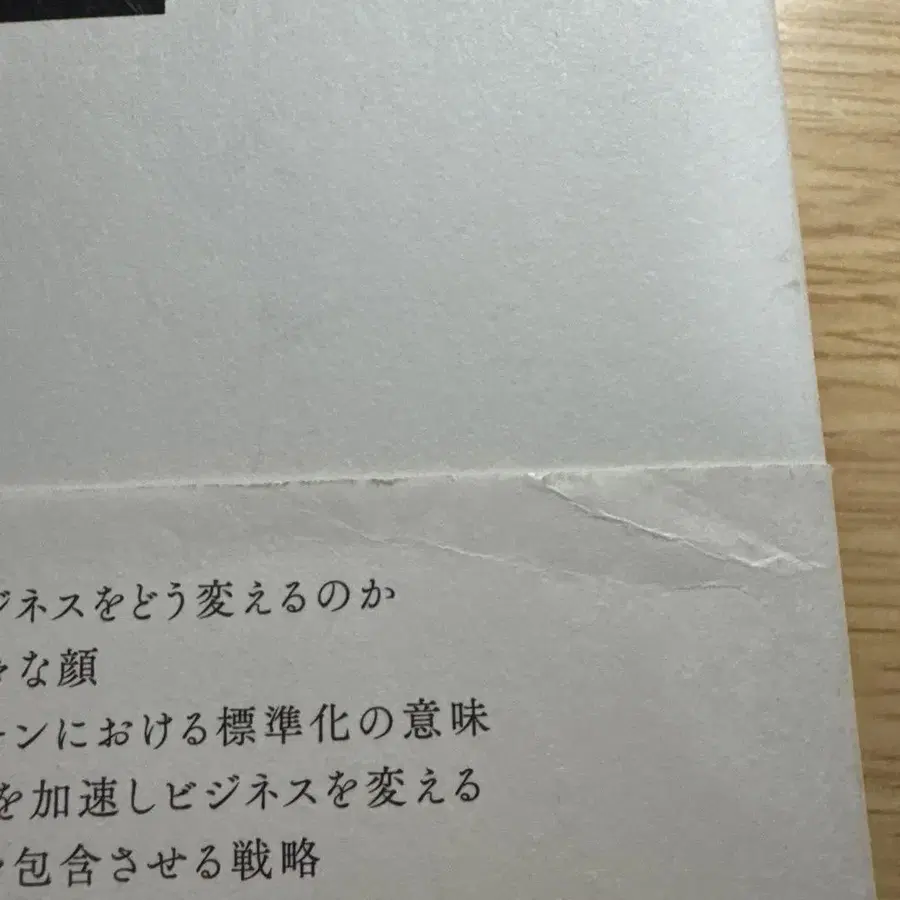 ジネスをどう変えるのか
な顔
ーンにおける標準化の意味
を加速しビジネスを変える
包含させる戦略